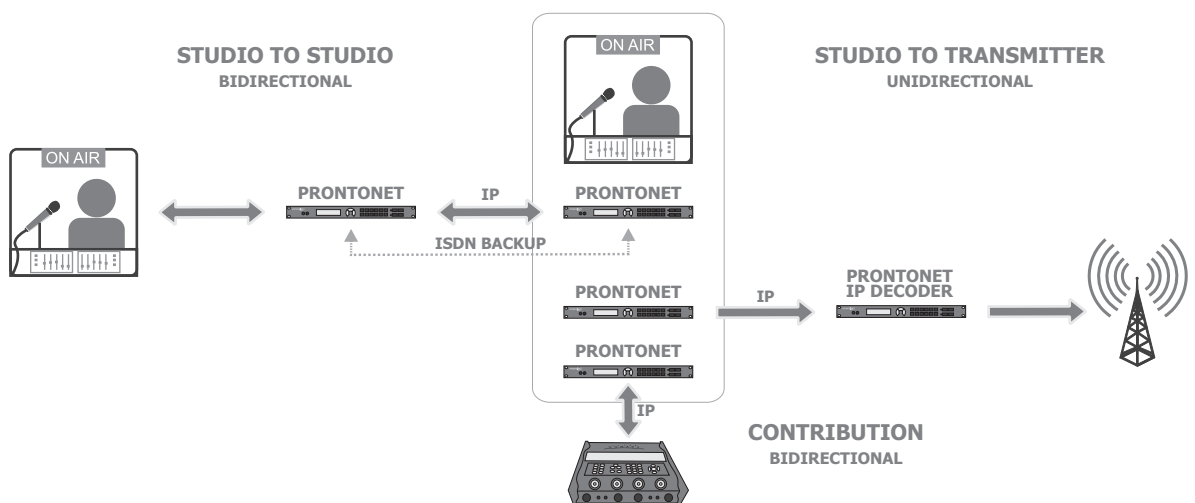 STUDIO TO STUDIO
BIDIRECTIONAL
ON AIR
STUDIO TO TRANSMITTER
UNIDIRECTIONAL
ON AIR
PRONTONET
IP
PRONTONET
ISDN BACKUP
PRONTONET
IP
PRONTONET
IP DECODER
PRONTONET
IP
CONTRIBUTION
BIDIRECTIONAL